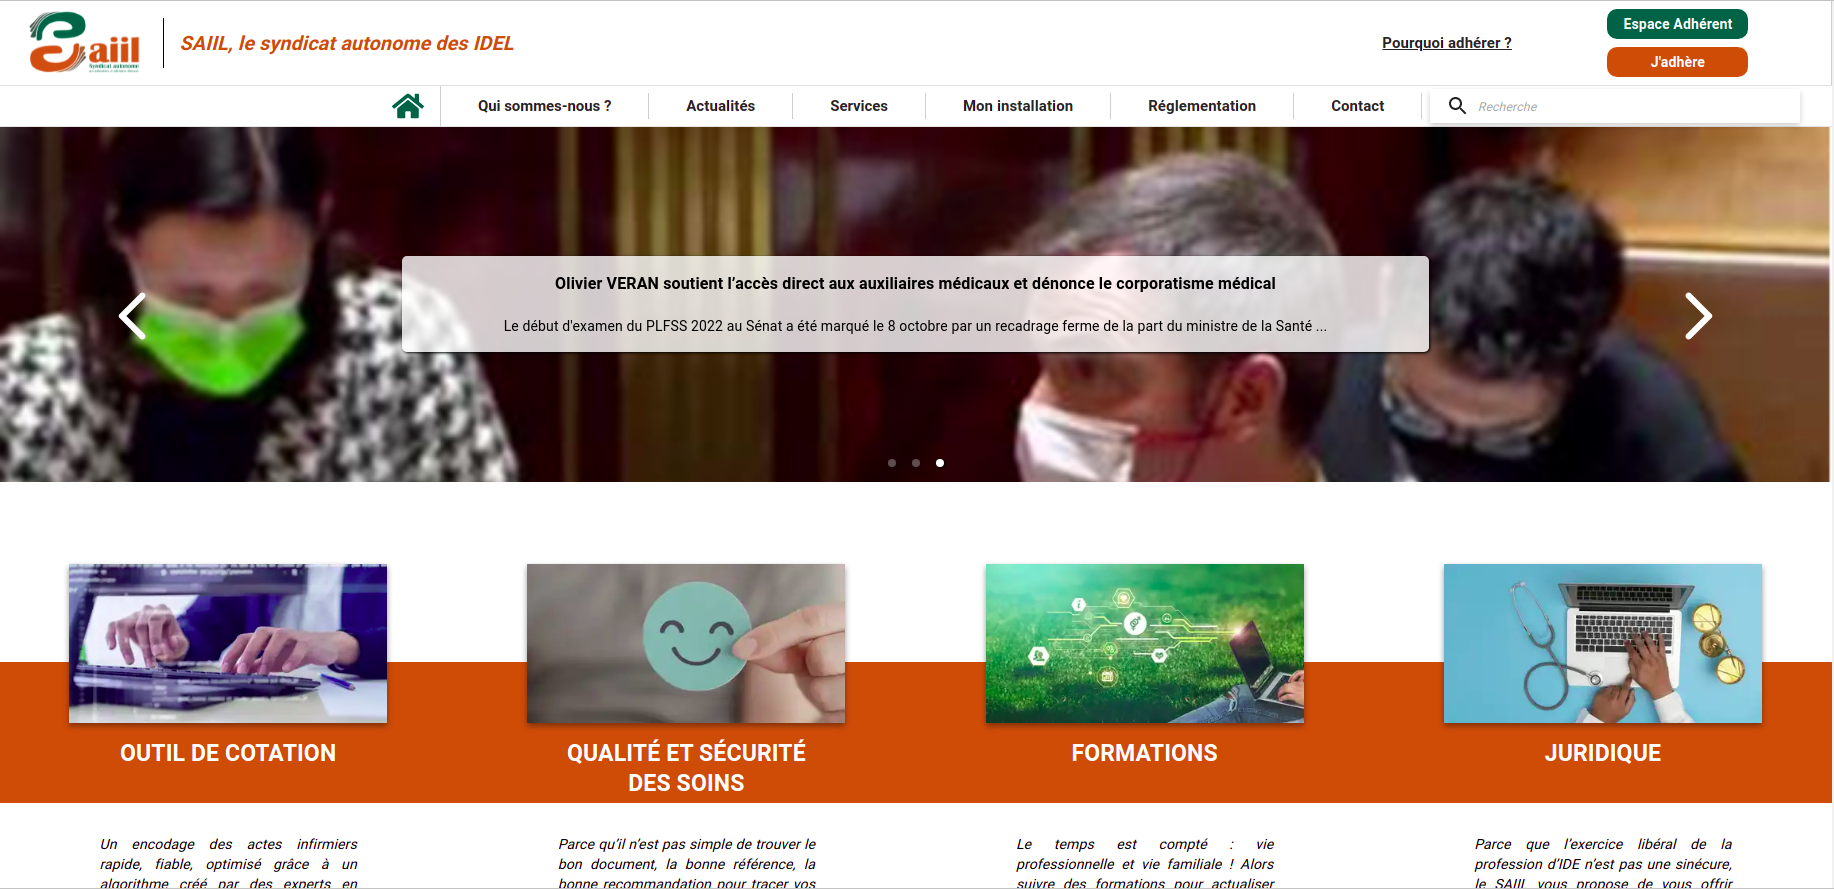 Saiil
Syndicat autonome
SAIIL, le syndicat autonome des IDEL
Pourquoi adhérer ?
Espace Adhérent
J'adhère
Qui sommes-nous ?
Actualités
Services
Mon installation
Réglementation
Contact
Recherche
Olivier VERAN soutient l’accès direct aux auxiliaires médicaux et dénonce le corporatisme médical
Le début d'examen du PLFSS 2022 au Sénat a été marqué le 8 octobre par un recadrage ferme de la part du ministre de la Santé ...
OUTIL DE COTATION
Un encodage des actes infirmiers
rapide, fiable, optimisé grâce à un
algorithme créé par des experts en
QUALITÉ ET SÉCURITÉ
DES SOINS
Parce qu’il n’est pas simple de trouver le
bon document, la bonne référence, la
bonne recommandation pour tracer vos
FORMATIONS
Le temps est compté : vie
professionnelle et vie familiale ! Alors
suivre des formations pour actualiser
JURIDIQUE
Parce que l’exercice libéral de la
profession d’IDE n’est pas une sinécure,
le SAIIL vous propose de vous offrir